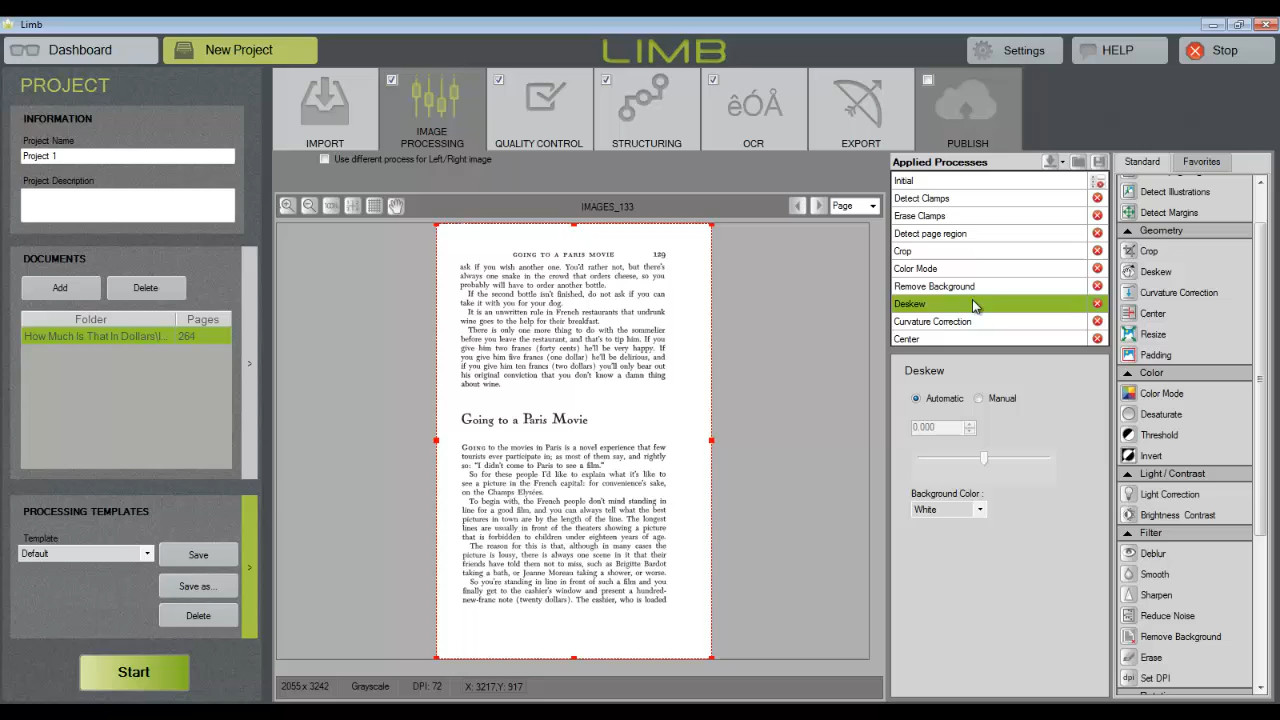 Limb
Dashboard
New Project
LIMB
Settings
HELP
Stop
PROJECT
INFORMATION
Project Name
Project 1
Project Description
DOCUMENTS
Add
Delete
Folder
Pages
How Much Is That In Dollars\I...
264
PROCESSING TEMPLATES
Template
Default
Save
Save as...
Delete
Start
IMPORT
IMAGE
PROCESSING
QUALITY CONTROL
STRUCTURING
êÓÅ
OCR
EXPORT
PUBLISH
Use different process for Left/Right image
IMAGES_133
Page
GOING TO A PARIS MOVIE 129
ask if you wish another one. You'd rather not, but there's
always one snake in the crowd that orders cheese, so you
probably will have to order another bottle.
If the second bottle isn't finished, do not ask if you can
take it with you for your dog.
It is an unwritten rule in French restaurants that undrunk
wine goes to the help for their breakfast.
There is only one more thing to do with the sommelier
before you leave the restaurant, and that's to tip him. If you
give him two francs (forty cents) he'll be very happy. If
you give him five francs (one dollar) he'll be delirious, and
if you give him ten francs (two dollars) you'll only bear out
his original conviction that you don't know a damn thing
about wine.
Going to a Paris Movie
GOING to the movies in Paris is a novel experience that few
tourists ever participate in; as most of them say, and rightly
so: "I didn't come to Paris to see a film."
So for these people I'd like to explain what it's like to
see a picture in the French capital: for convenience's sake,
on the Champs Elysées.
To begin with, the French people don't mind standing in
line for a good film, and you can always tell what the best
pictures in town are by the length of the line. The longest
lines are usually in front of the theaters showing a picture
that is forbidden to children under eighteen years of age.
The reason for this is that, although in many cases the
picture is lousy, there is always one scene in it that their
friends have told them not to miss, such as Brigitte Bardot
taking a bath, or Jeanne Moreau taking a shower, or worse.
So you're standing in line in front of such a film and you
finally get to the cashier's window and present a hundred-
new-franc note (twenty dollars). The cashier, who is loaded
2055 x 3242
Grayscale
DPI: 72
X: 3217,Y: 917
Applied Processes
Initial
Detect Clamps
Erase Clamps
Detect page region
Crop
Color Mode
Remove Background
Deskew
Curvature Correction
Center
Deskew
Automatic
Manual
0.000
Background Color :
White
Standard
Favorites
Detect Illustrations
Detect Margins
Geometry
Crop
Deskew
Curvature Correction
Center
Resize
Padding
Color
Color Mode
Desaturate
Threshold
Invert
Light / Contrast
Light Correction
Brightness Contrast
Filter
Deblur
Smooth
Sharpen
Reduce Noise
Remove Background
Erase
dpi
Set DPI